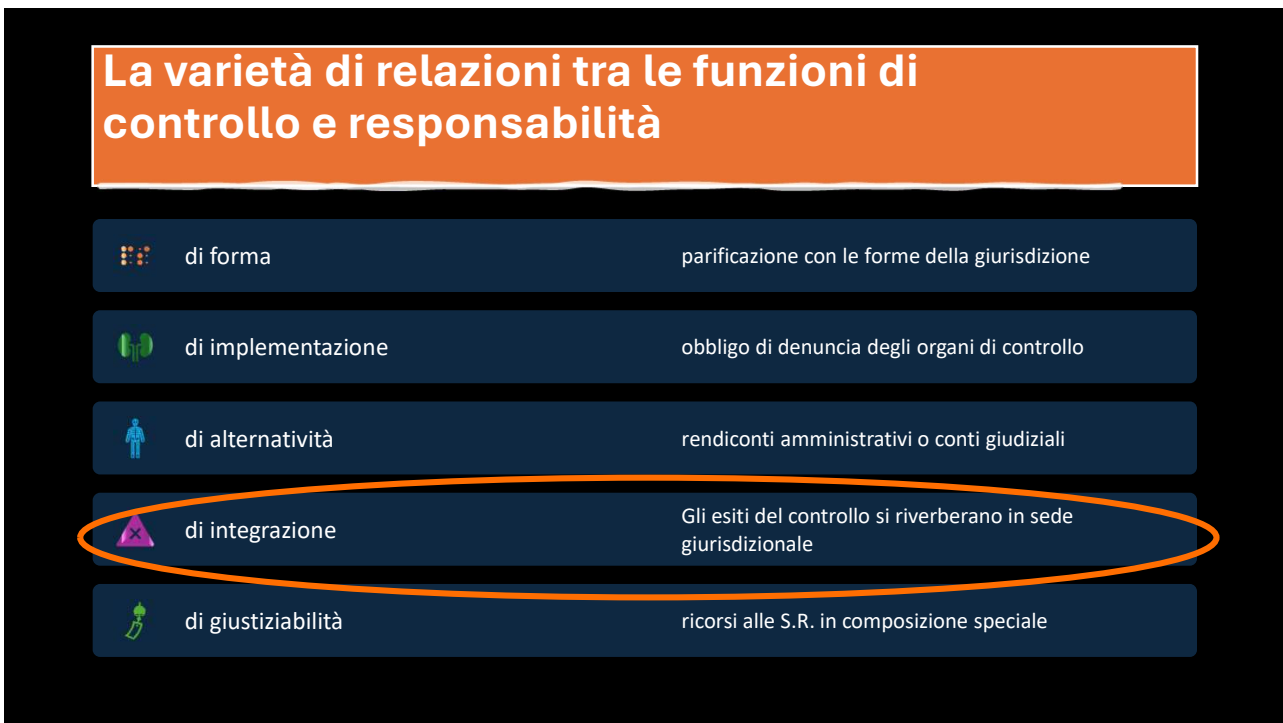 La varietà di relazioni tra le funzioni di
controllo e responsabilità
di forma
parificazione con le forme della giurisdizione
di implementazione
obbligo di denuncia degli organi di controllo
di alternatività
rendiconti amministrativi o conti giudiziali
di integrazione
Gli esiti del controllo si riverberano in sede
giurisdizionale
di giustiziabilità
ricorsi alle S.R. in composizione speciale